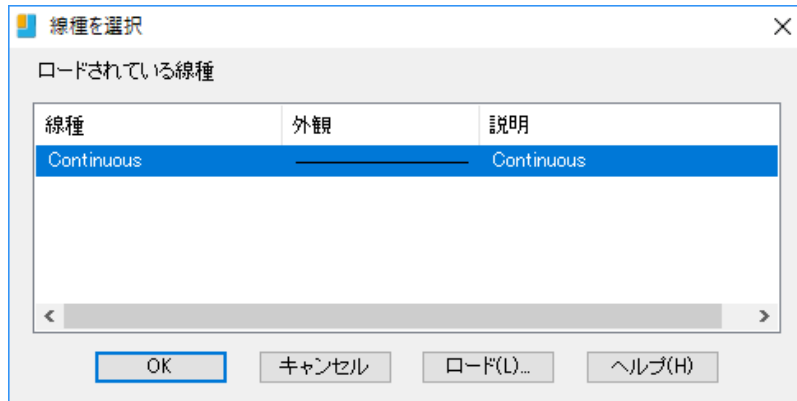 線種を選択
ロードされている線種
線種 外観 説明
Continuous Continuous
OK キャンセル ロード(L)... ヘルプ(H)